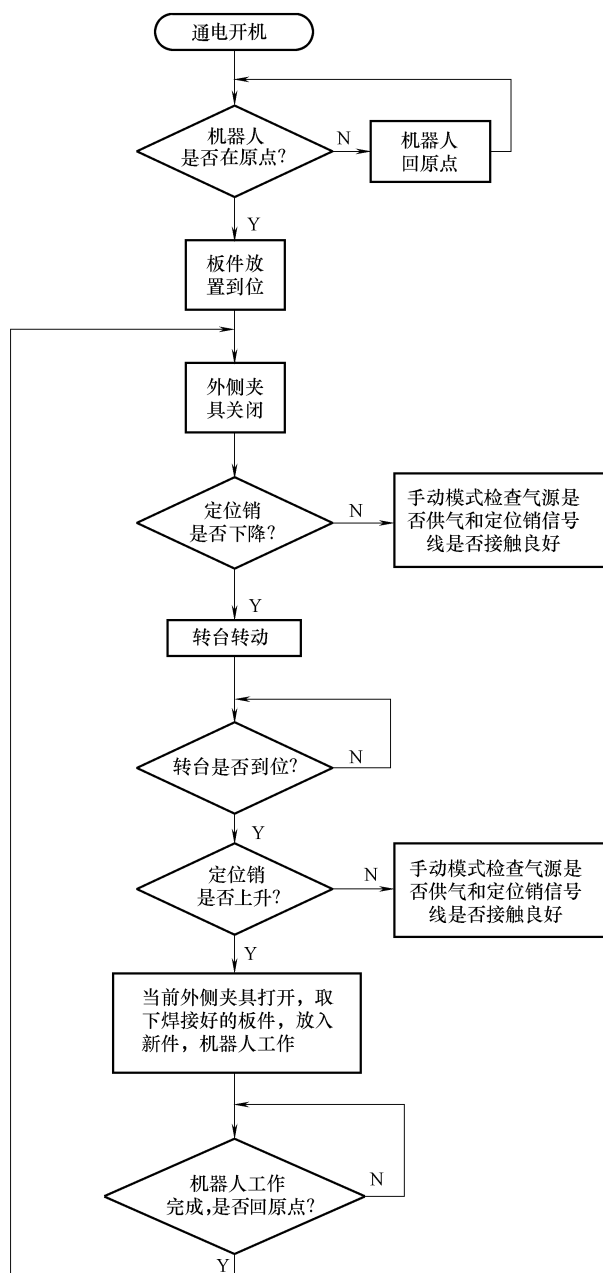 通电开机
机器人
是否在原点?
N
机器人
回原点
Y
板件放
置到位
外侧夹
具关闭
定位销
是否下降?
N
手动模式检查气源是
否供气和定位销信号
线是否接触良好
Y
转台转动
转台是否到位?
N
Y
定位销
是否上升?
N
手动模式检查气源是
否供气和定位销信号
线是否接触良好
Y
当前外侧夹具打开，取
下焊接好的板件，放入
新件，机器人工作
机器人工作
完成,是否回原点?
N
Y